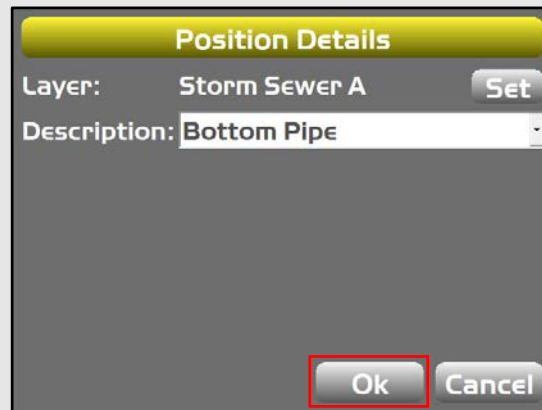 Position Details
Layer: Storm Sewer A Set
Description: Bottom Pipe
Ok Cancel